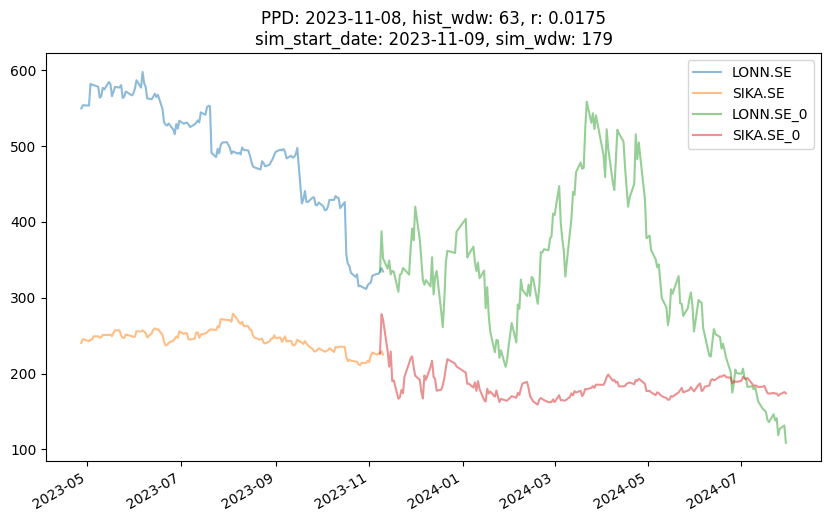 PPD: 2023-11-08, hist_wdw: 63, r: 0.0175
sim_start_date: 2023-11-09, sim_wdw: 179
LONN.SE
SIKA.SE
LONN.SE_0
SIKA.SE_0
600
500
400
300
200
100
2023-05
2023-07
2023-09
2023-11
2024-01
2024-03
2024-05
2024-07